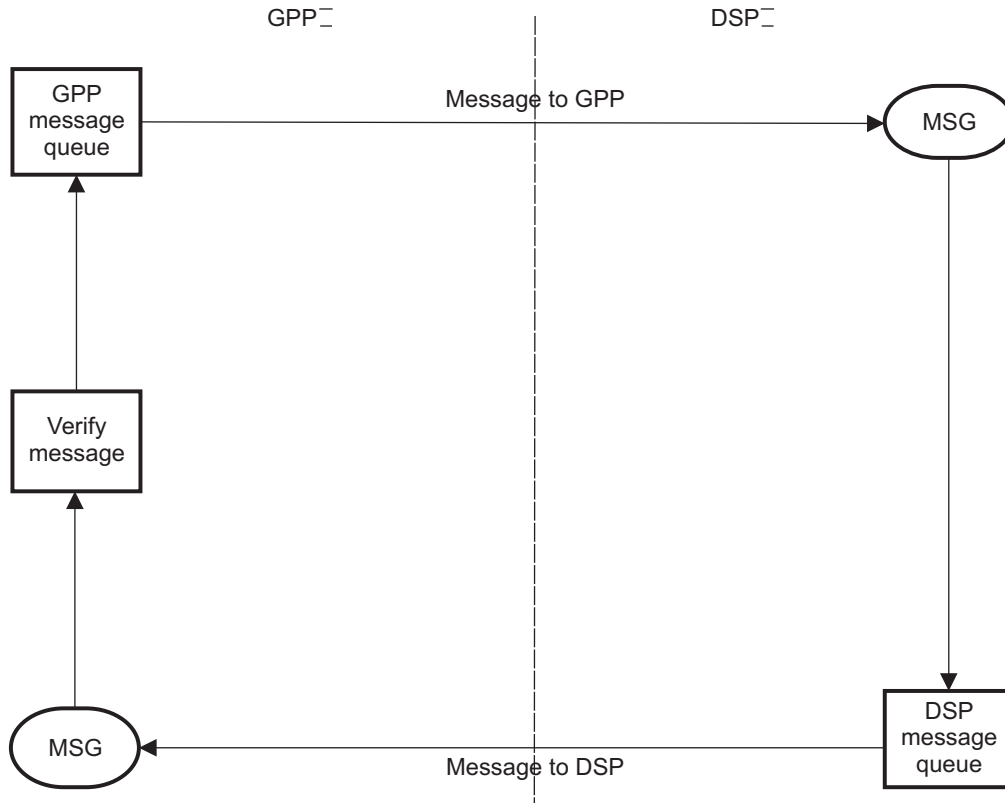 GPP
DSP
GPP
message
queue
Message to GPP
MSG
Verify
message
MSG
Message to DSP
DSP
message
queue